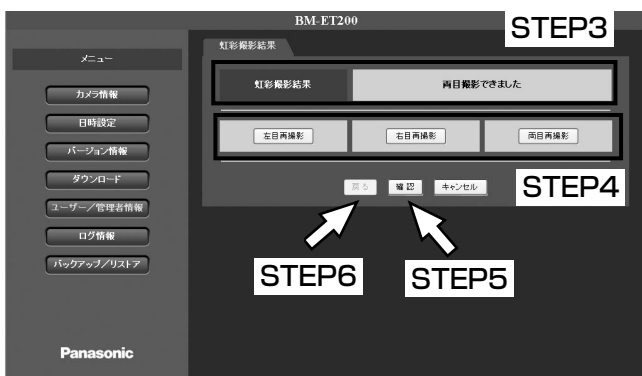 BM-ET200
STEP3
メニュー
カメラ情報
日時設定
バージョン情報
ダウンロード
ユーザー／管理者情報
ログ情報
バックアップ／リストア
Panasonic
虹彩撮影結果
虹彩撮影結果 両目撮影できました
左目再撮影 右目再撮影 両目再撮影
戻る 確認 キャンセル
STEP4
STEP6 STEP5